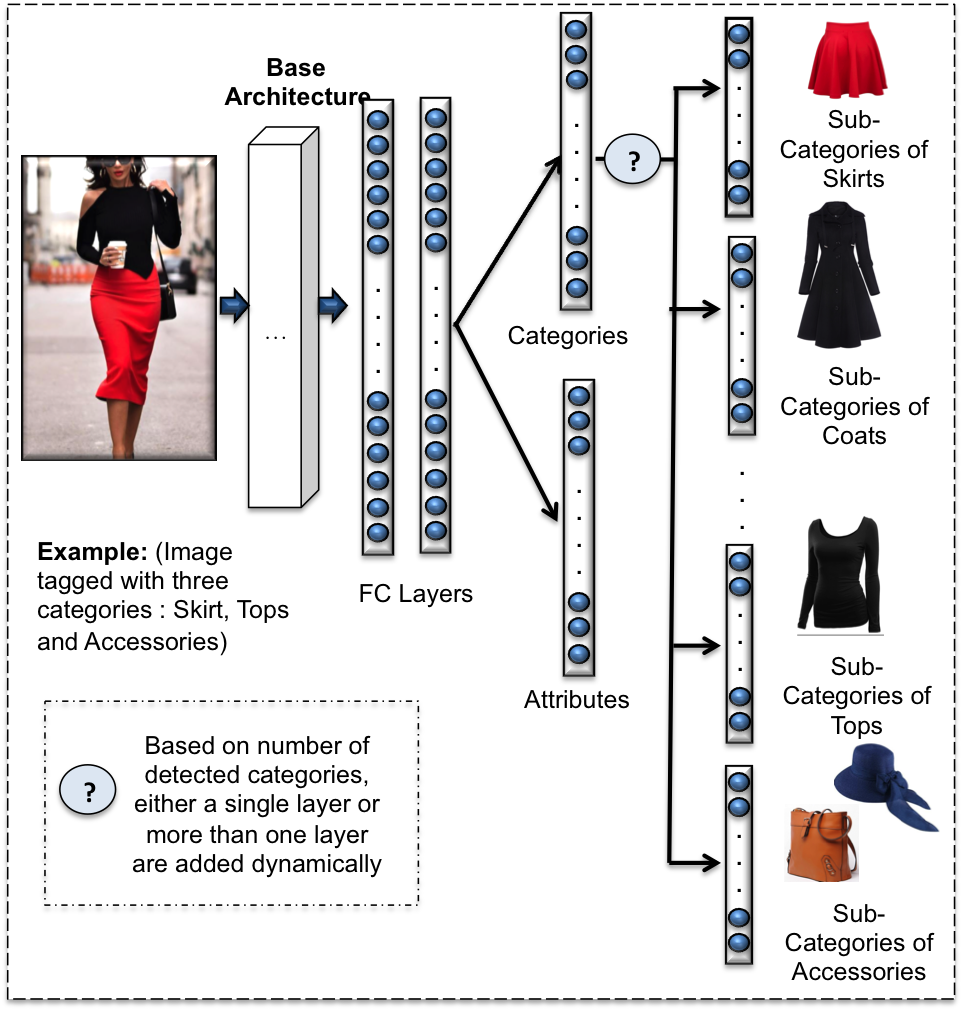 Base
Architecture
...
Example: (Image
tagged with three
categories : Skirt, Tops
and Accessories)
FC Layers
Categories
Attributes
?
Sub-
Categories of
Skirts
Sub-
Categories of
Coats
Sub-
Categories of
Tops
Sub-
Categories of
Accessories
?
Based on number of
detected categories,
either a single layer or
more than one layer
are added dynamically